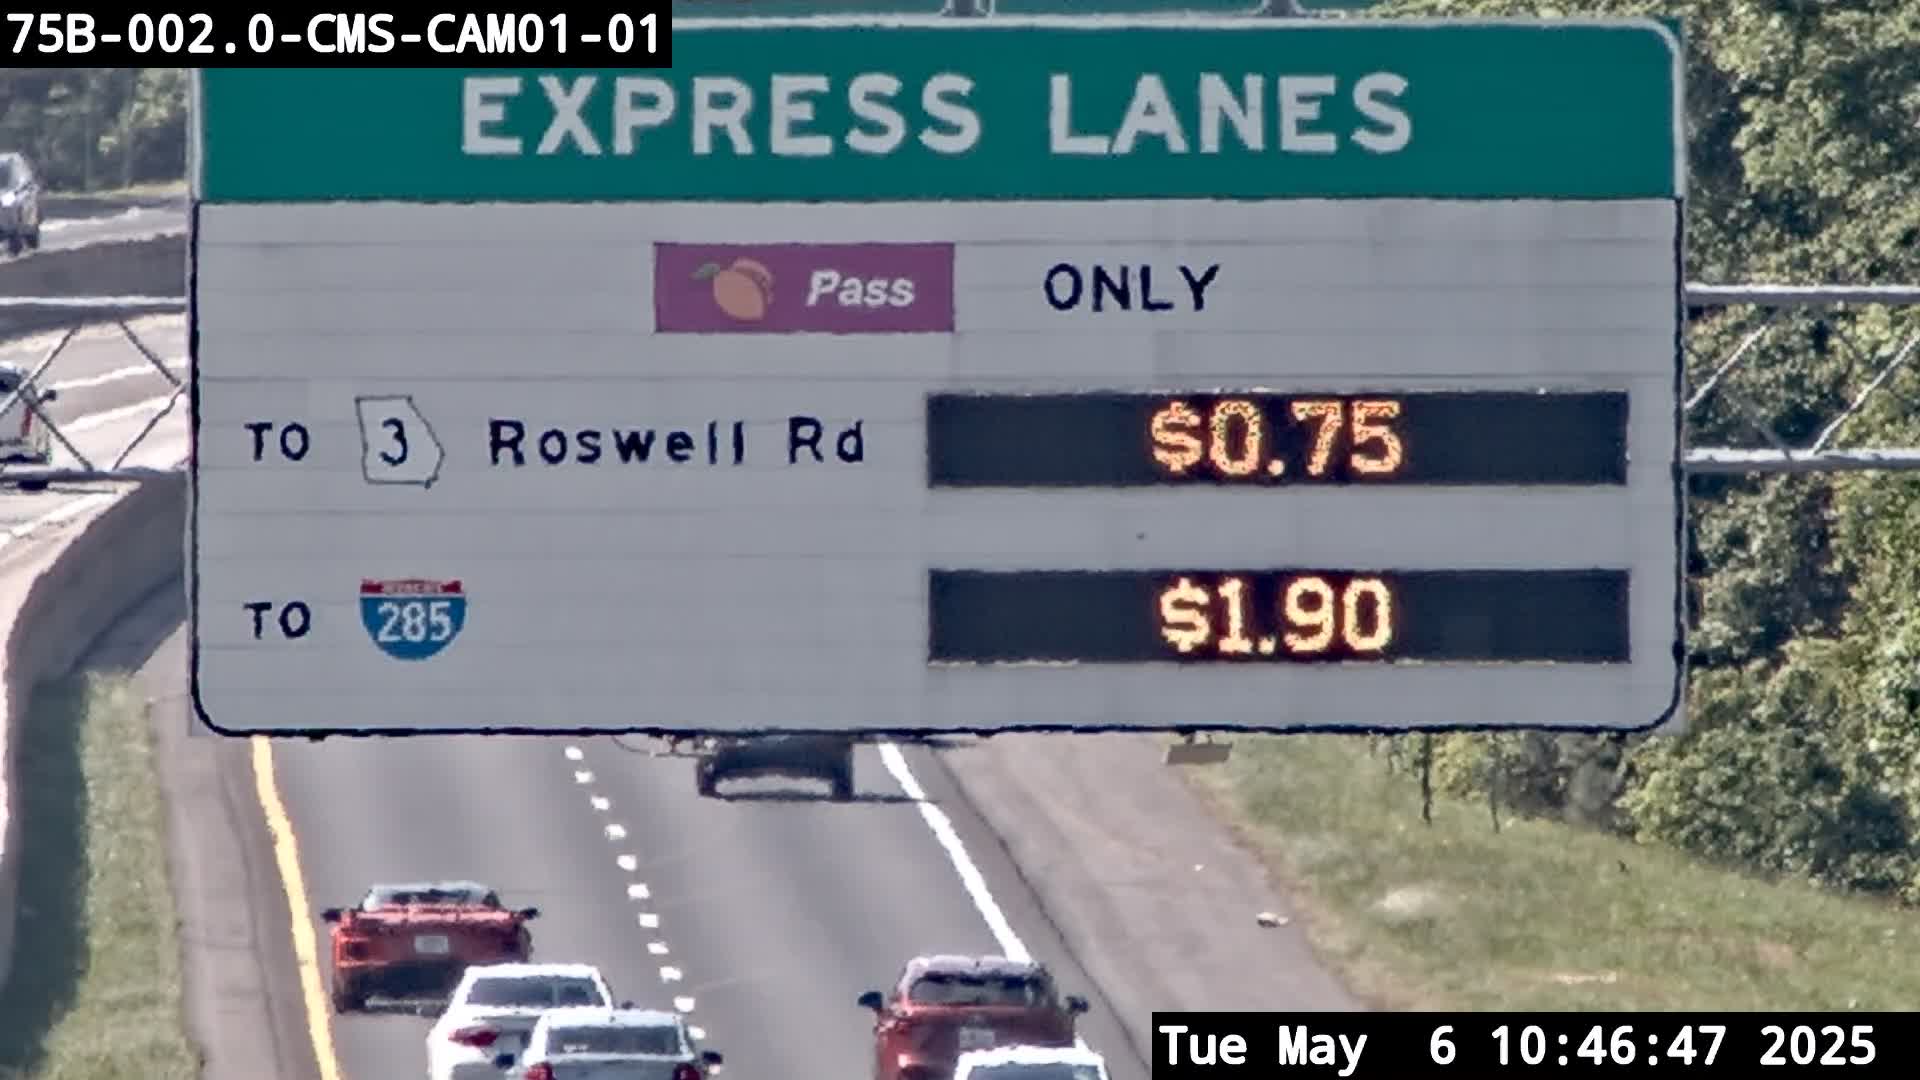 75B-002.0-CMS-CAM01-01
EXPRESS LANES
Pass ONLY
TO 3 Roswell Rd $0.75
TO 285 $1.90
Tue May 6 10:46:47 2025